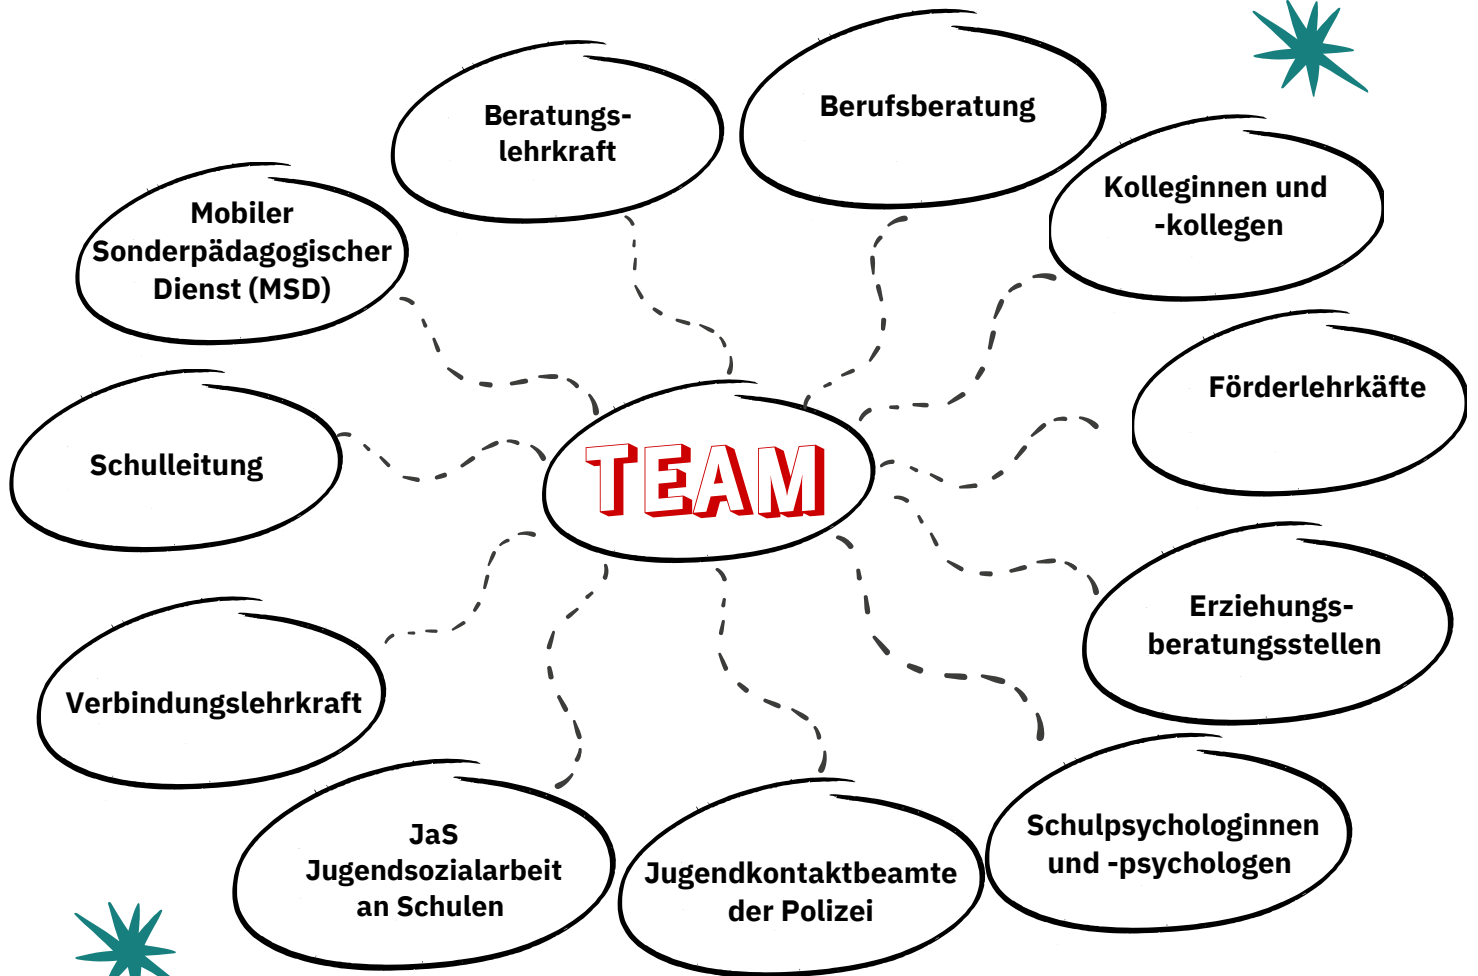 Berufsberatung
Beratungs-
lehrkraft
Kolleginnen und
-kollegen
Mobiler
Sonderpädagogischer
Dienst (MSD)
Förderlehrkäfte
Schulleitung
TEAM
Erziehungs-
beratungsstellen
Verbindungslehrkraft
JaS
Jugendsozialarbeit
an Schulen
Jugendkontaktbeamte
der Polizei
Schulpsychologinnen
und -psychologen